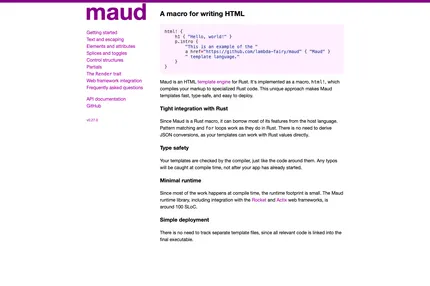 maud
Getting started
Text and escaping
Elements and attributes
Splices and toggles
Control structures
Partials
The Render trait
Web framework integration
Frequently asked questions
API documentation
GitHub
A macro for writing HTML
html! {
h1 { "Hello, world!" }
p.intro {
"This is an example of the "
a href="https://github.com/lambda-fairy/maud" { "Maud" }
" template language."
}
}
Maud is an HTML template engine for Rust. It's implemented as a macro, html!, which
compiles your markup to specialized Rust code. This unique approach makes Maud
templates fast, type-safe, and easy to deploy.
Tight integration with Rust
Since Maud is a Rust macro, it can borrow most of its features from the host language.
Pattern matching and for loops work as they do in Rust. There is no need to derive
JSON conversions, as your templates can work with Rust values directly.
Type safety
Your templates are checked by the compiler, just like the code around them. Any typos
will be caught at compile time, not after your app has already started.
Minimal runtime
Since most of the work happens at compile time, the runtime footprint is small. The Maud
runtime library, including integration with the Rocket and Actix web frameworks, is
around 100 SLoC.
Simple deployment
There is no need to track separate template files, since all relevant code is linked into the
final executable.